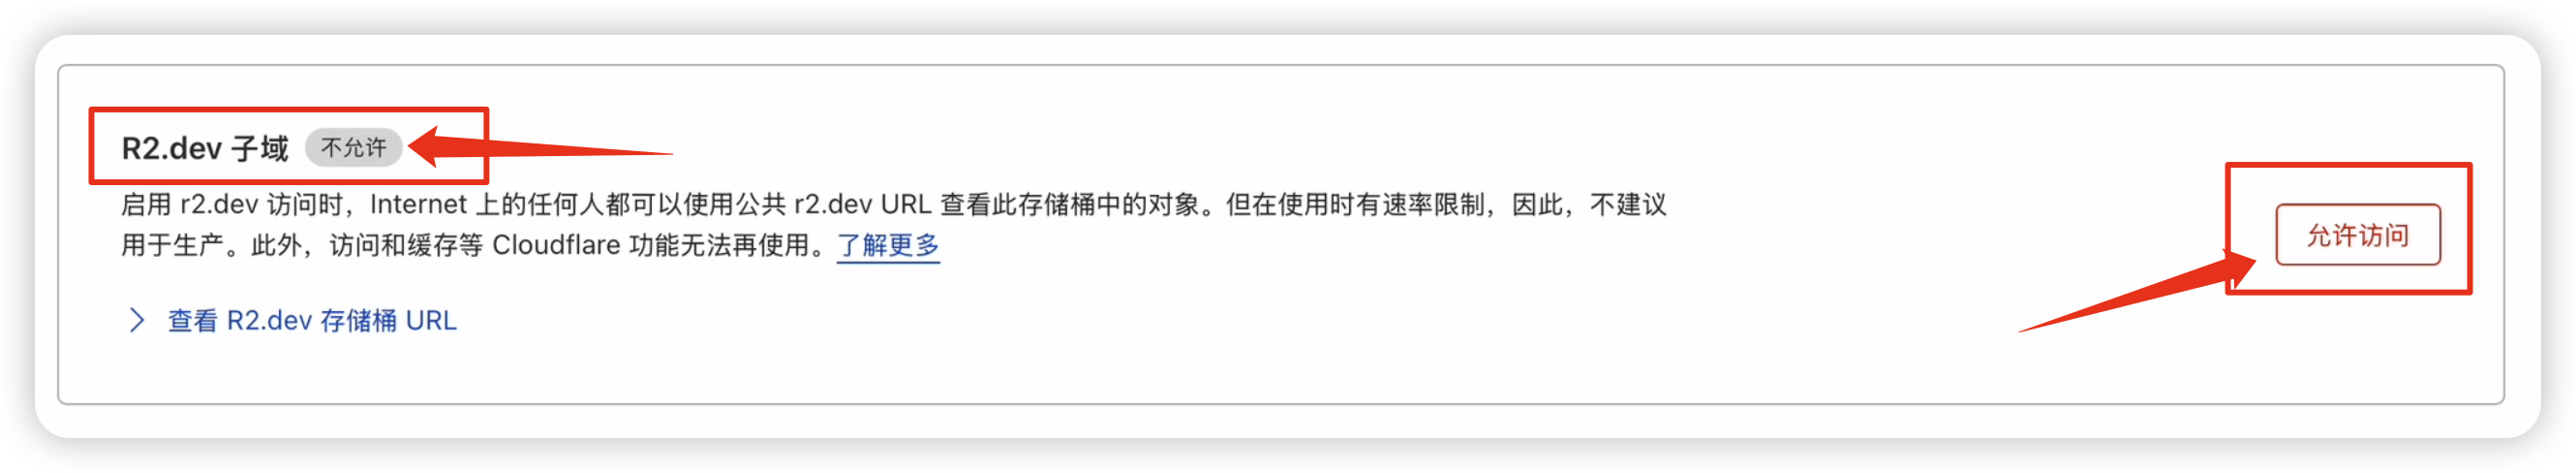 R2.dev 子域 不允许
启用 r2.dev 访问时，Internet 上的任何人都可以使用公共 r2.dev URL 查看此存储桶中的对象。但在使用时有速率限制，因此，不建议
用于生产。此外，访问和缓存等 Cloudflare 功能无法再使用。了解更多
允许访问
查看 R2.dev 存储桶 URL